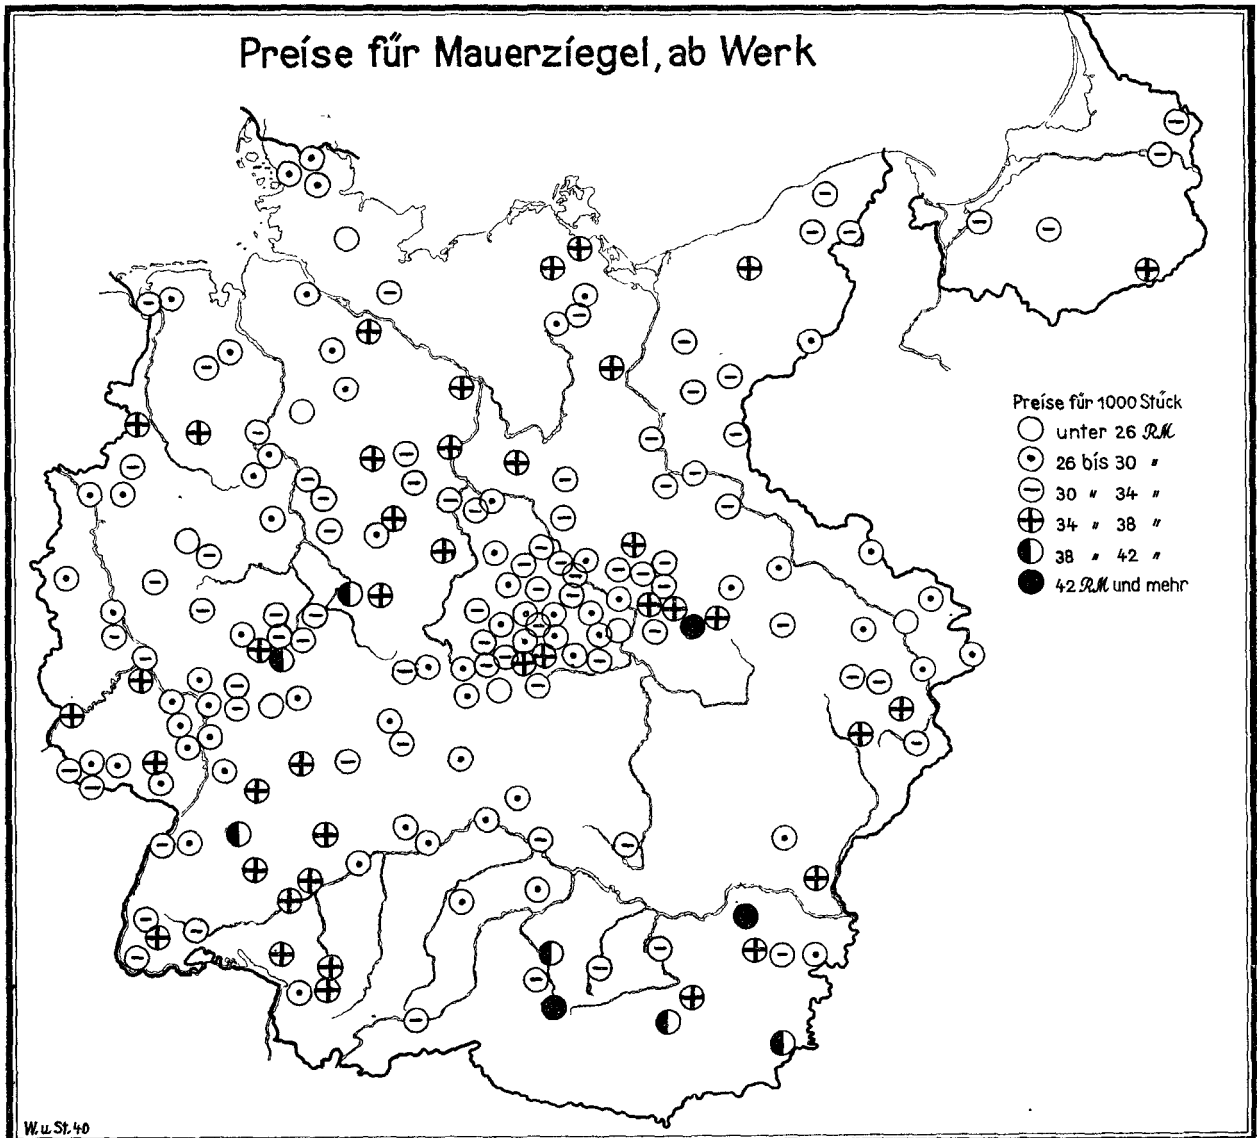 Preise für Mauerziegel, ab Werk
Preise für 1000 Stück
unter 26 RM
26 bis 30 "
30 " 34 "
34 " 38 "
38 " 42 "
42 RM und mehr
W.u.St.40